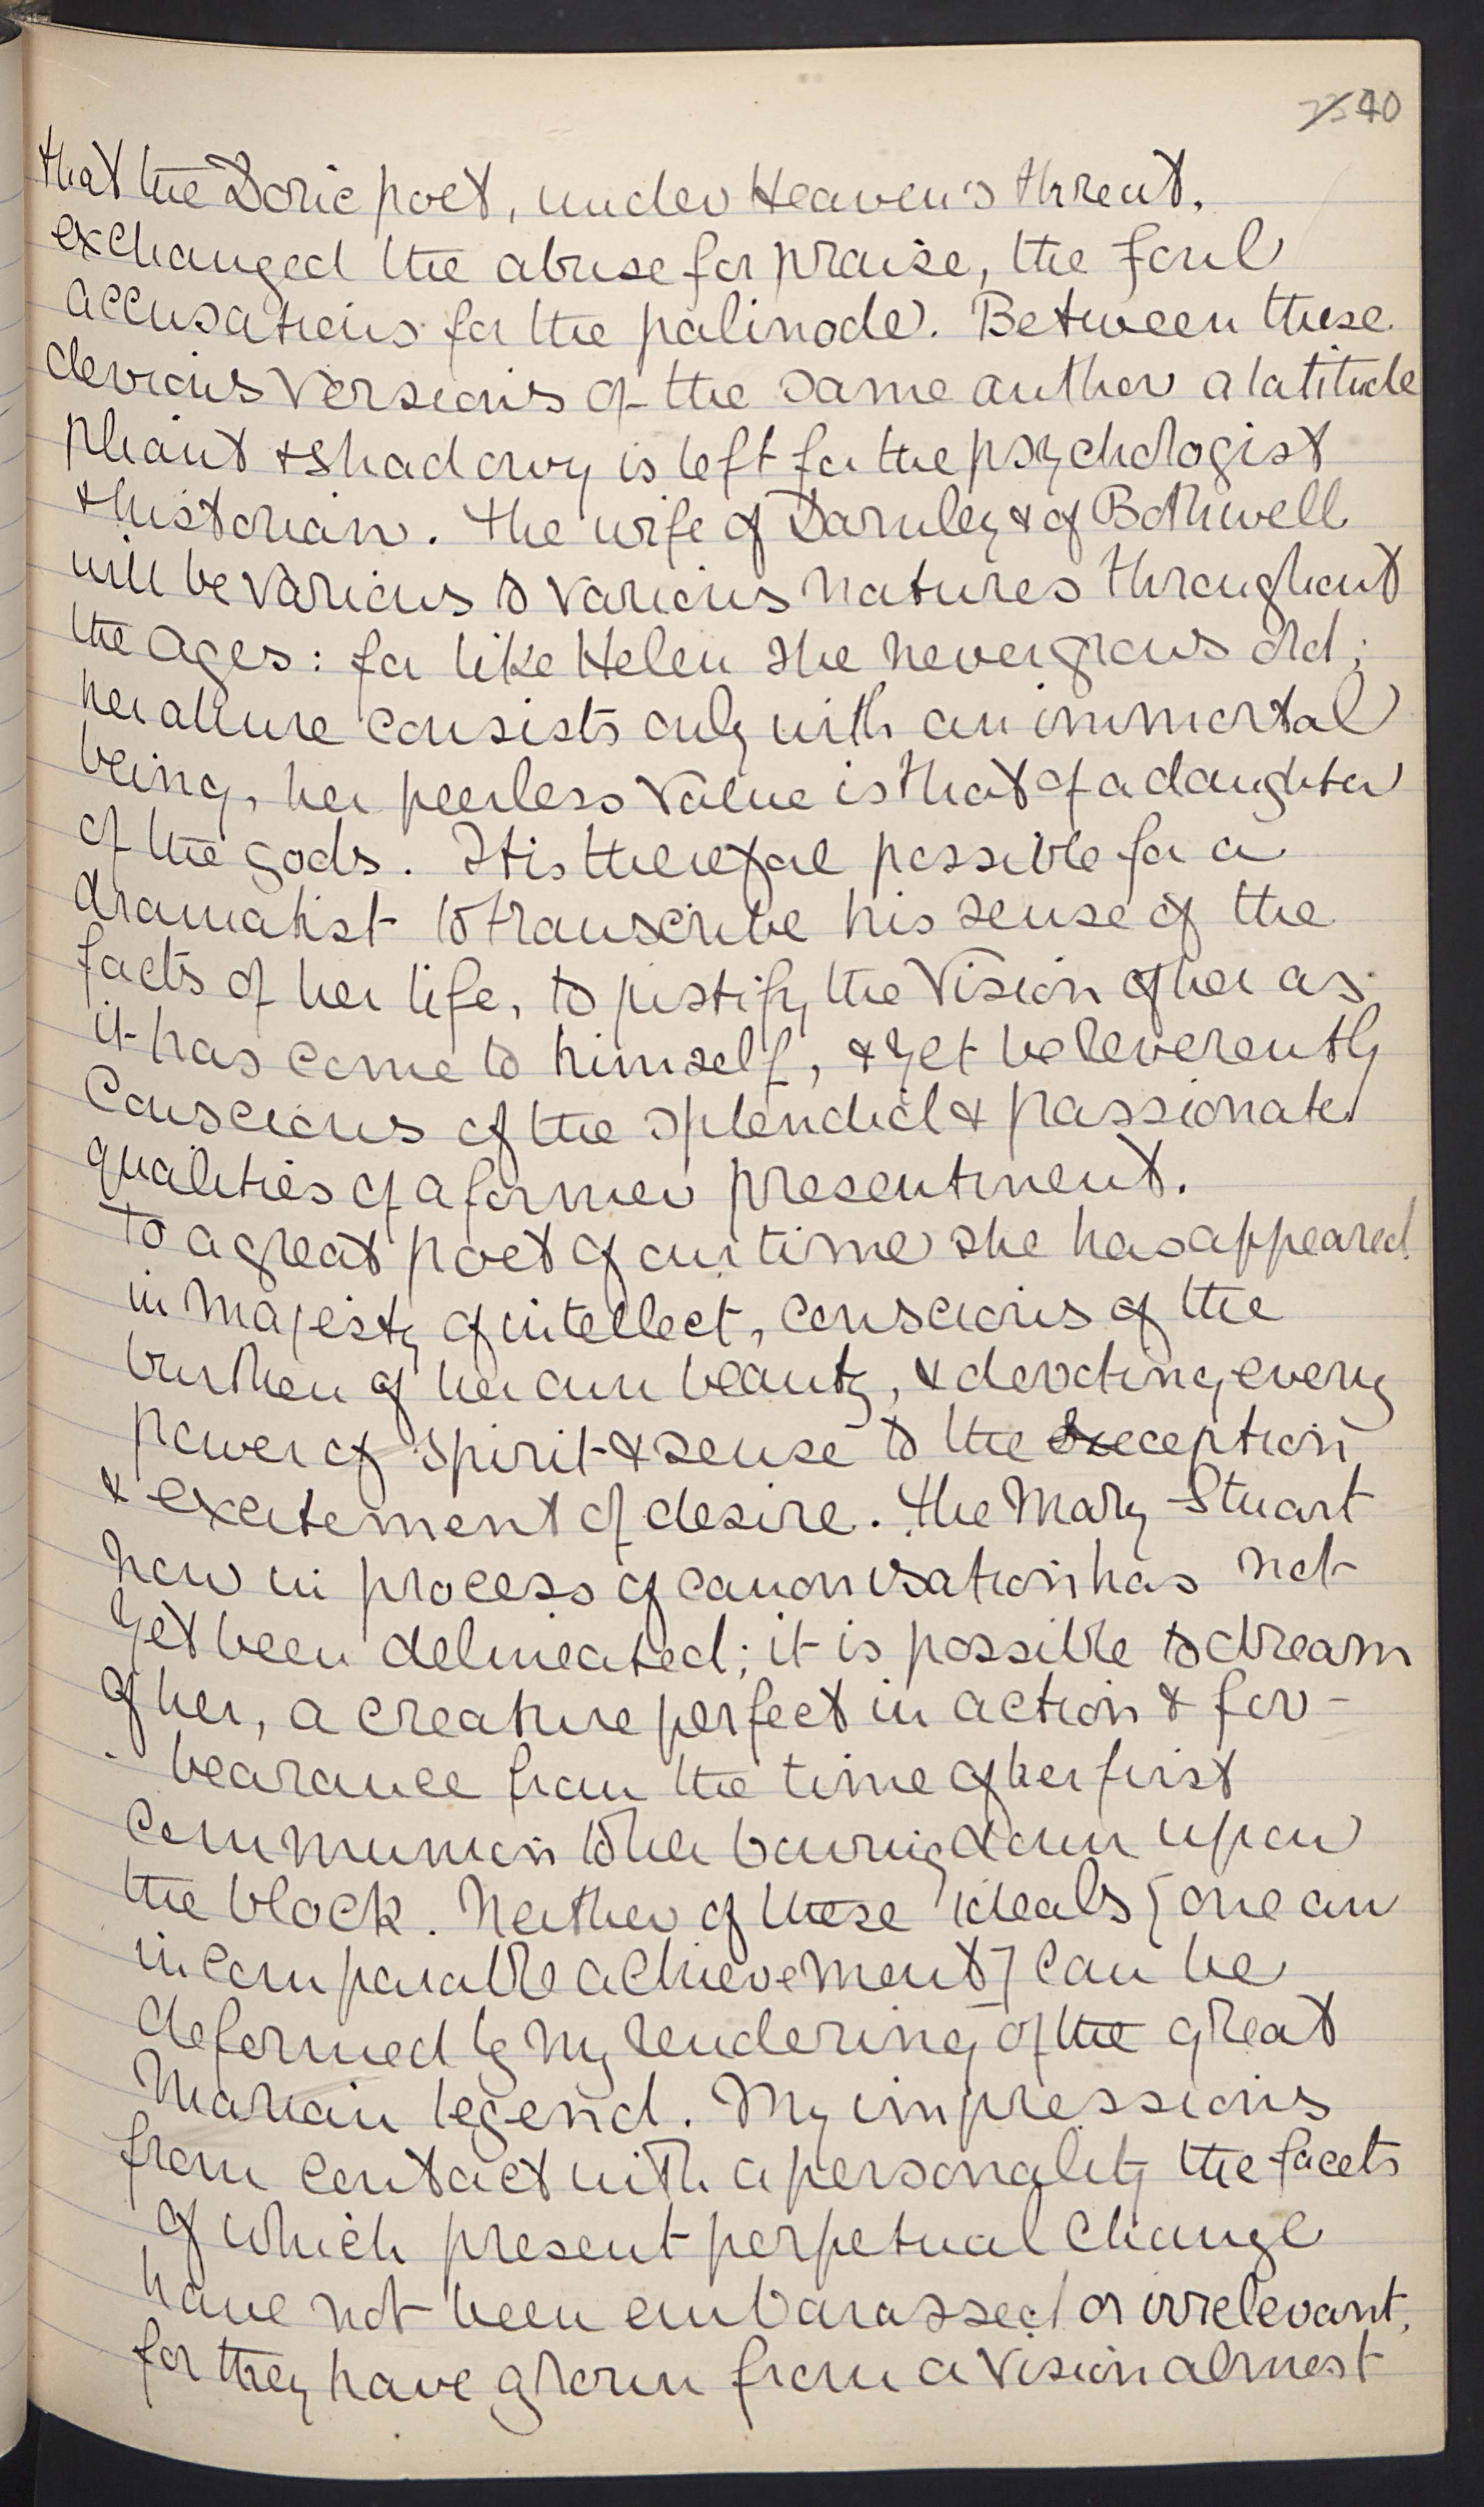 40
that the Doric poet, under Heaven's threat,
exchanged the abuse for praise, the foul
accusations for the palinode. Between these
devious versions of the same author a latitude
pliant & shadowy is left for the psychologist
& historian. The wife of Darnley & of Bothwell
will be various to various natures throughout
the ages: for like Helen she never grows old;
her allure consists only with an immortal
being, her peerless value is that of a daughter
of the gods. It is therefore possible for a
dramatist to transcribe his sense of the
facts of her life, to justify the vision of her as
it has come to himself, & yet be reverently
conscious of the splendid & passionate
qualities of a former presentment.
To a great poet of our time she has appeared
in majesty of intellect, conscious of the
burthen of her own beauty, & devoting every
power of spirit & sense to the deception
& excitement of desire. The Mary Stuart
now in process of canonisation has not
yet been delineated; it is possible to dream
of her, a creature perfect in action & for-
bearance from the time of her first
communion to her bowing down upon
the block. Neither of these ideals [one an
incomparable achievement] can be
deformed by my rendering of the great
Marian legend. My impressions
from contact with a personality the facets
of which present perpetual change
have not been embarassed or irrelevant,
for they have grown from a vision almost